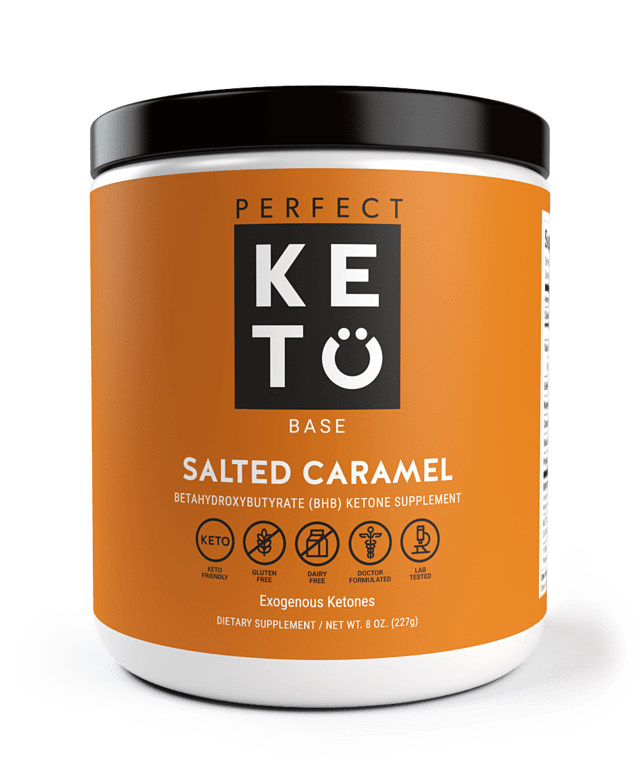 PERFECT
KE
TO
BASE
SALTED CARAMEL
BETAHYDROXYBUTYRATE (BHB) KETONE SUPPLEMENT
KETO
KETO FRIENDLY
GLUTEN FREE
DAIRY FREE
DOCTOR FORMULATED
LAB TESTED
Exogenous Ketones
DIETARY SUPPLEMENT / NET WT. 8 OZ. (227g)